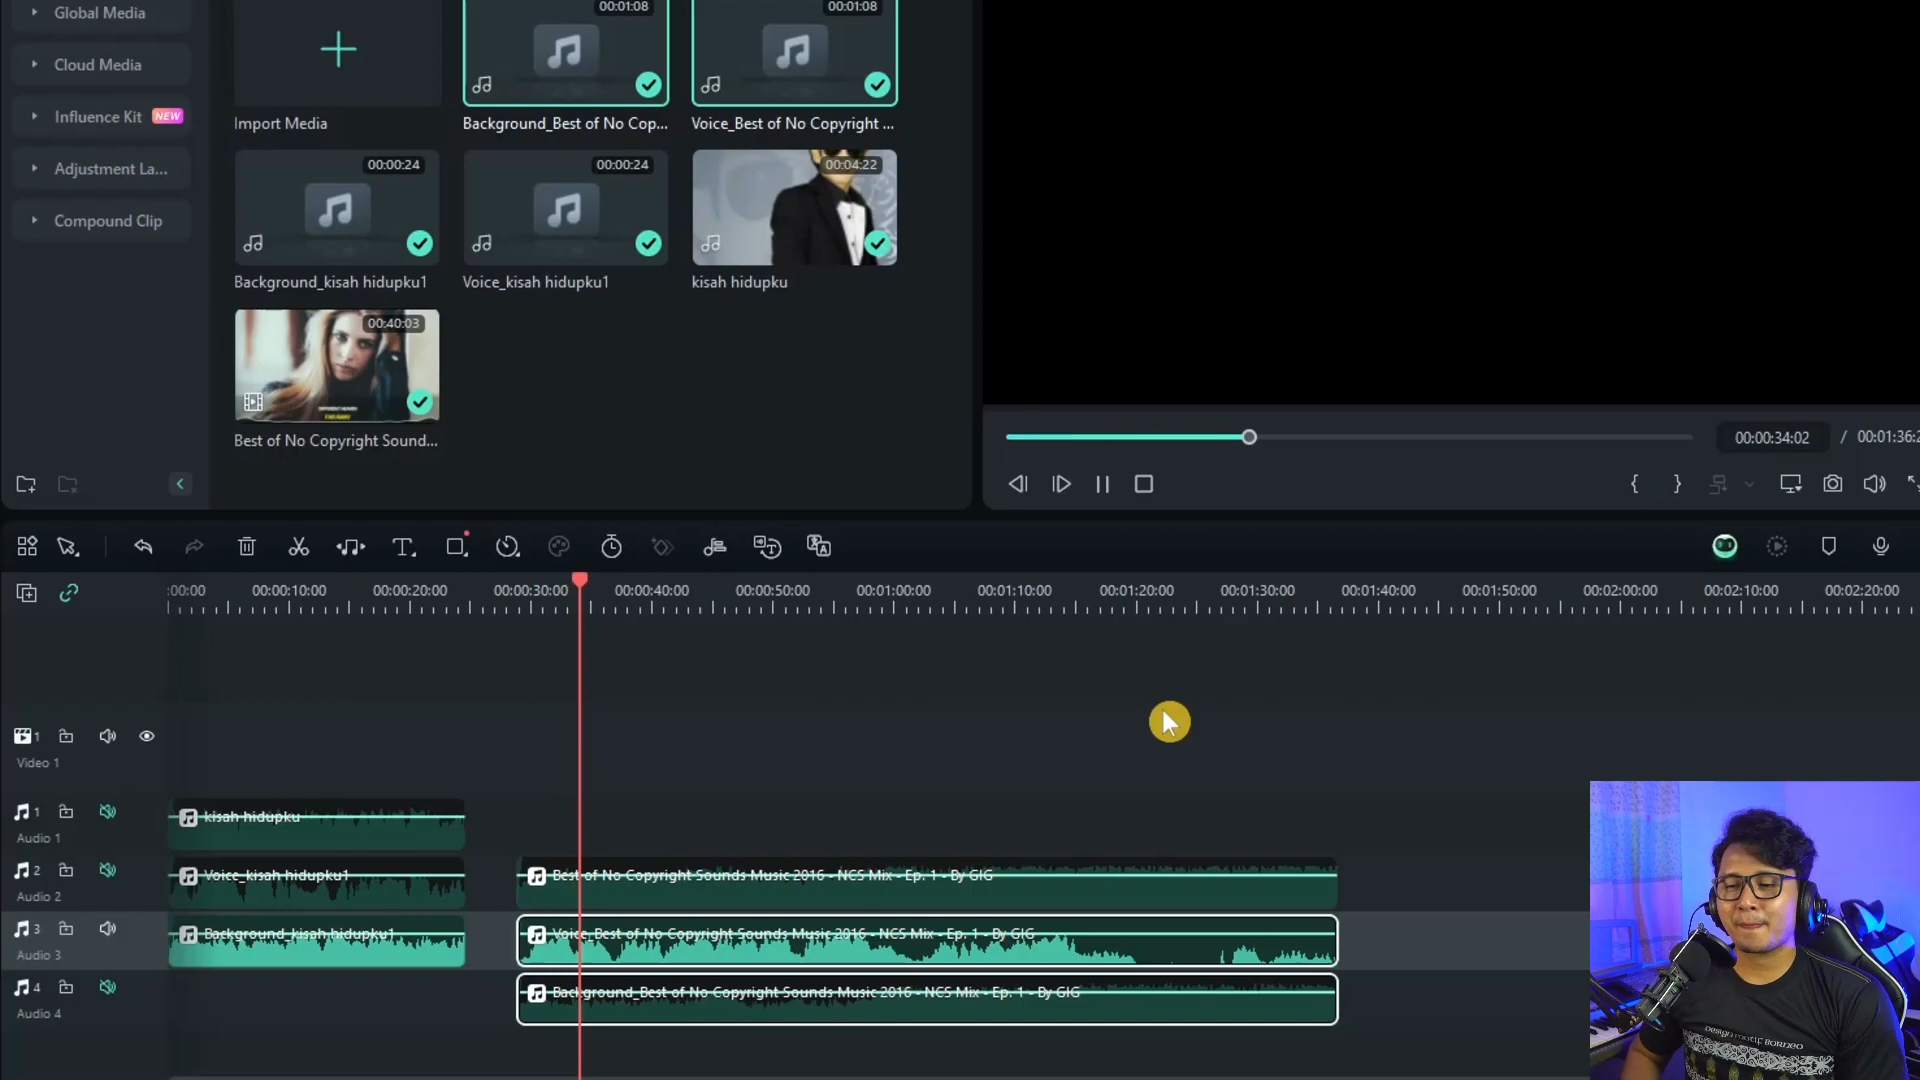 Global Media
Cloud Media
Influence Kit NEW
Adjustment La...
Compound Clip
00:01:08
00:01:08
Import Media
Background_Best of No Cop...
Voice_Best of No Copyright ...
00:00:24
00:00:24
00:04:22
Background_kisah hidupku1
Voice_kisah hidupku1
kisah hidupku
00:40:03
Best of No Copyright Sound...
00:00:34:02 / 00:01:36:2
:00:00 00:00:10:00 00:00:20:00 00:00:30:00 00:00:40:00 00:00:50:00 00:01:00:00 00:01:10:00 00:01:20:00 00:01:30:00 00:01:40:00 00:01:50:00 00:02:00:00 00:02:10:00 00:02:20:00
1
Video 1
1
Audio 1
kisah hidupku
2
Audio 2
Voice_kisah hidupku1
Best of No Copyright Sounds Music 2016 - NCS Mix - Ep. 1 - By GIG
3
Audio 3
Background_kisah hidupku1
Voice_Best of No Copyright Sounds Music 2016 - NCS Mix - Ep. 1 - By GIG
4
Audio 4
Background_Best of No Copyright Sounds Music 2016 - NCS Mix - Ep. 1 - By GIG
DESIGN MOTIF BORNEO